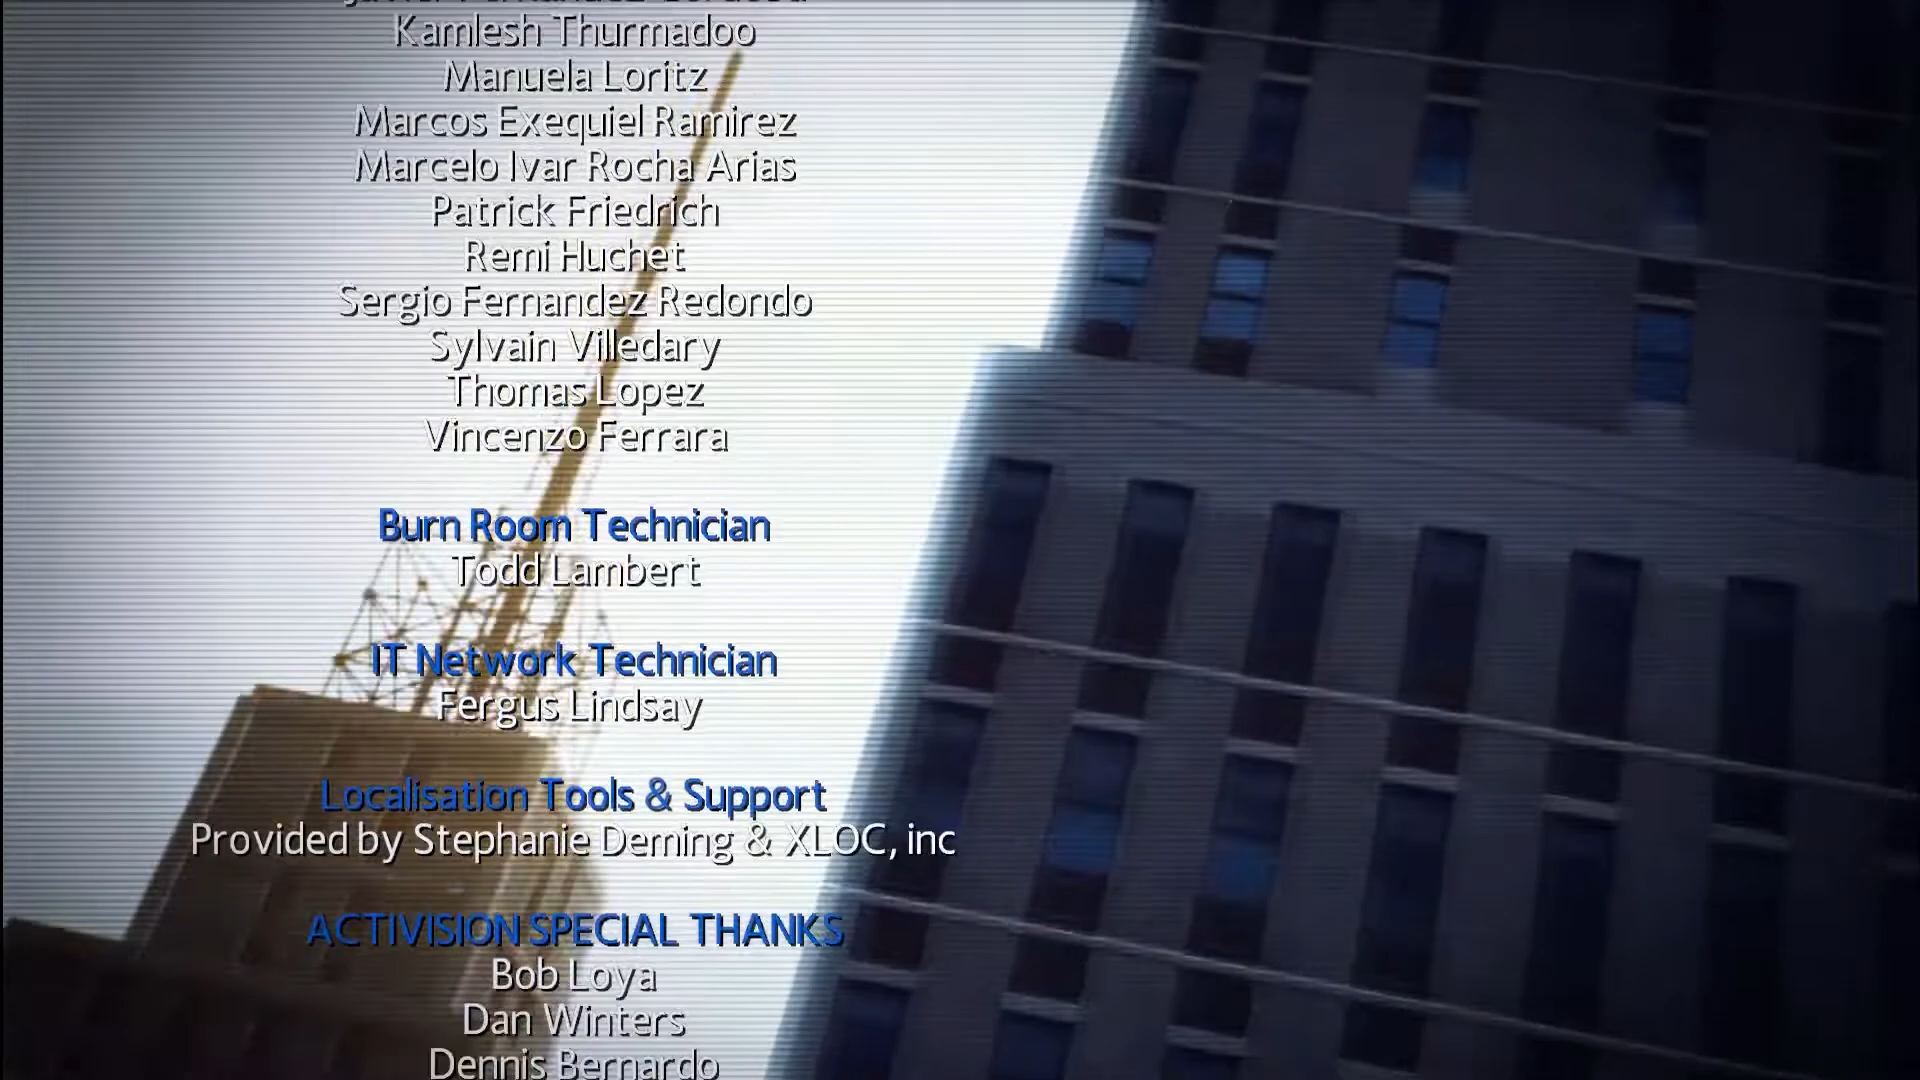 Kamlesh Thurmadoo
Manuela Loritz
Marcos Exequiel Ramirez
Marcelo Ivar Rocha Arias
Patrick Friedrich
Remi Huchet
Sergio Fernandez Redondo
Sylvain Villedary
Thomas Lopez
Vincenzo Ferrara
Burn Room Technician
Todd Lambert
IT Network Technician
Fergus Lindsay
Localisation Tools & Support
Provided by Stephanie Deming & XLOC, inc
ACTIVISION SPECIAL THANKS
Bob Loya
Dan Winters
Dennis Bernardo